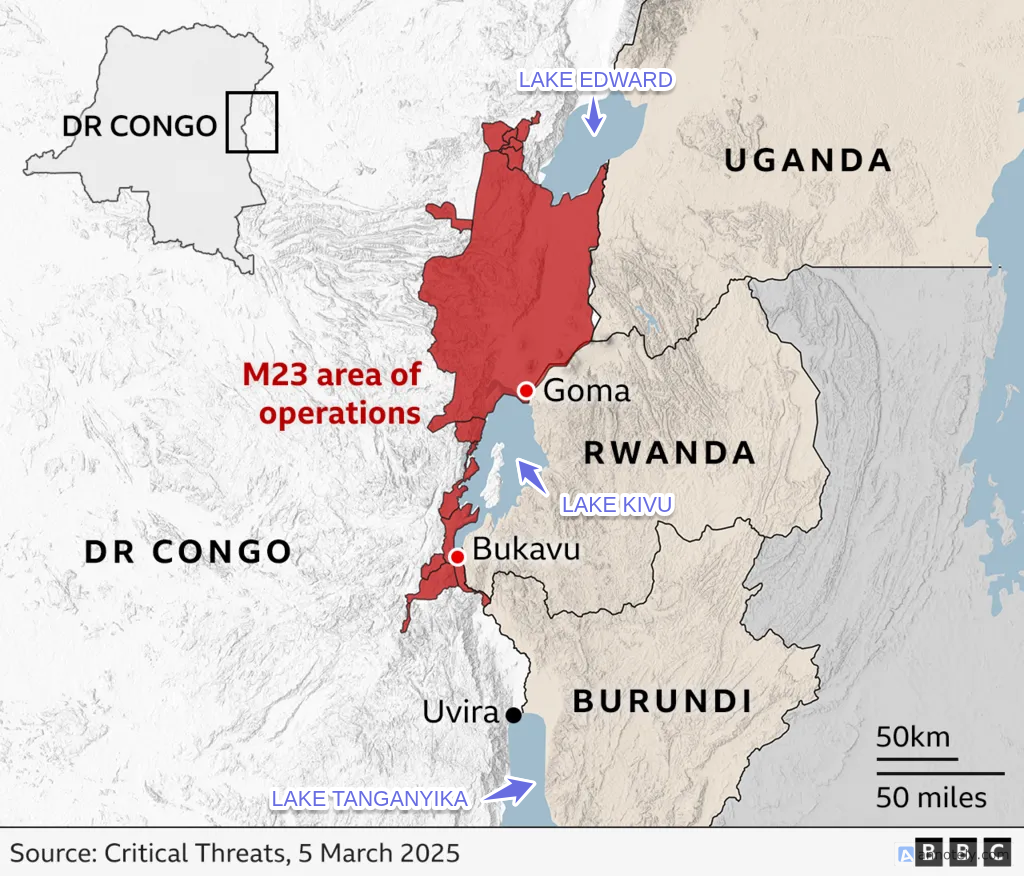 LAKE EDWARD
DR CONGO
UGANDA
M23 area of
operations
Goma
RWANDA
LAKE KIVU
DR CONGO
Bukavu
Uvira
BURUNDI
50km
LAKE TANGANYIKA
50 miles
Source: Critical Threats, 5 March 2025
BBC